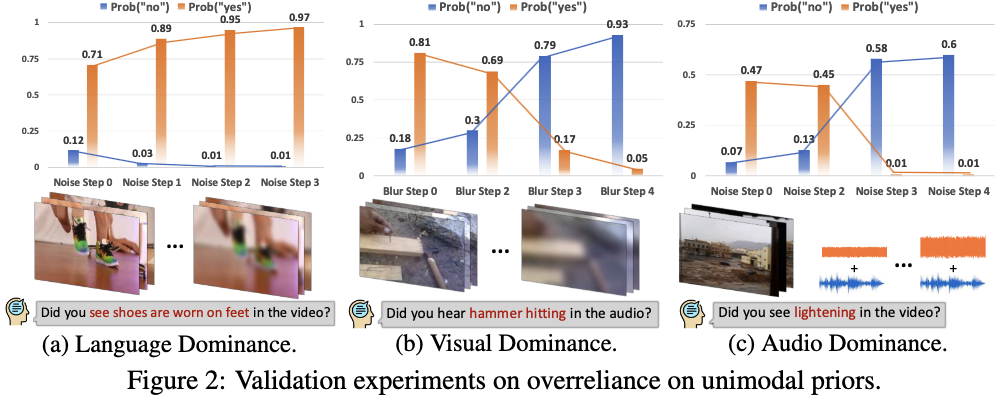 Prob("no") Prob("yes")
1
0.75
0.5
0.25
0
0.12
0.71
0.03
0.89
0.01
0.95
0.01
0.97
Noise Step 0 Noise Step 1 Noise Step 2 Noise Step 3
...
Did you see shoes are worn on feet in the video?
(a) Language Dominance.
Prob("no") Prob("yes")
1
0.75
0.5
0.25
0
0.18
0.81
0.3
0.69
0.79
0.17
0.93
0.05
Blur Step 0 Blur Step 2 Blur Step 3 Blur Step 4
...
Did you hear hammer hitting in the audio?
(b) Visual Dominance.
Prob("no") Prob("yes")
0.75
0.5
0.25
0
0.07
0.47
0.13
0.45
0.58
0.01
0.6
0.01
Noise Step 0 Noise Step 2 Noise Step 3 Noise Step 4
+ ... +
Did you see lightening in the video?
(c) Audio Dominance.
Figure 2: Validation experiments on overreliance on unimodal priors.